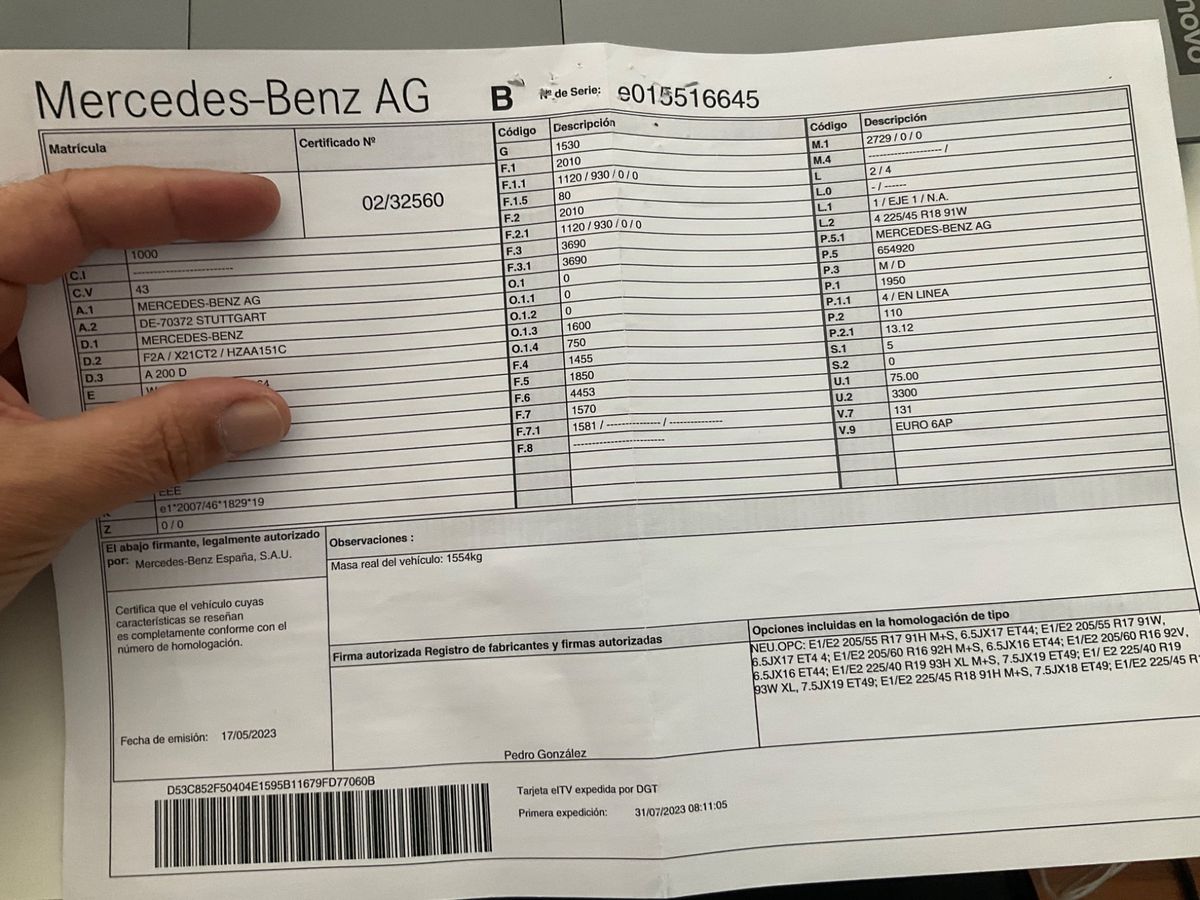 Mercedes-Benz AG
B Nº de Serie: e015516645
Matrícula
Certificado Nº
02/32560
1000
C.I -------------------------
C.V 43
A.1 MERCEDES-BENZ AG
A.2 DE-70372 STUTTGART
D.1 MERCEDES-BENZ
D.2 F2A / X21CT2 / HZAA151C
D.3 A 200 D
E
EEE
K e1*2007/46*1829*19
Z 0 / 0
Código Descripción
G 1530
F.1 2010
F.1.1 1120 / 930 / 0 / 0
F.1.5 80
F.2 2010
F.2.1 1120 / 930 / 0 / 0
F.3 3690
F.3.1 3690
O.1 0
O.1.1 0
O.1.2 0
O.1.3 1600
O.1.4 750
F.4 1455
F.5 1850
F.6 4453
F.7 1570
F.7.1 1581 / --------------- / ---------------
F.8 -------------------------
Código Descripción
M.1 2729 / 0 / 0
M.4 -------------------- /
L 2 / 4
L.0 - / ------
L.1 1 / EJE 1 / N.A.
L.2 4 225/45 R18 91W
P.5.1 MERCEDES-BENZ AG
P.5 654920
P.3 M / D
P.1 1950
P.1.1 4 / EN LINEA
P.2 110
P.2.1 13.12
S.1 5
S.2 0
U.1 75.00
U.2 3300
V.7 131
V.9 EURO 6AP
El abajo firmante, legalmente autorizado
por: Mercedes-Benz España, S.A.U.
Certifica que el vehículo cuyas
características se reseñan
es completamente conforme con el
número de homologación.
Fecha de emisión: 17/05/2023
Observaciones :
Masa real del vehículo: 1554kg
Firma autorizada Registro de fabricantes y firmas autorizadas
Pedro González
Opciones incluidas en la homologación de tipo
NEU.OPC: E1/E2 205/55 R17 91H M+S, 6.5JX17 ET44; E1/E2 205/55 R17 91W,
6.5JX17 ET4 4; E1/E2 205/60 R16 92H M+S, 6.5JX16 ET44; E1/E2 205/60 R16 92V,
6.5JX16 ET44; E1/E2 225/40 R19 93H XL M+S, 7.5JX19 ET49; E1/ E2 225/40 R19
93W XL, 7.5JX19 ET49; E1/E2 225/45 R18 91H M+S, 7.5JX18 ET49; E1/E2 225/45 R1
D53C852F50404E1595B11679FD77060B
Tarjeta eITV expedida por DGT
Primera expedición: 31/07/2023 08:11:05